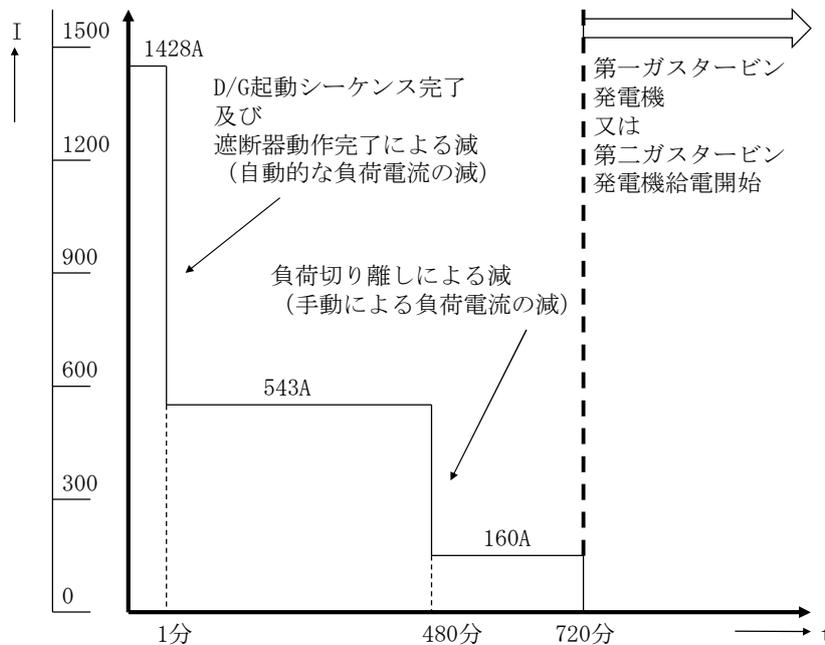 I
1500
1200
900
600
300
0
1428A
D/G起動シーケンス完了
及び
遮断器動作完了による減
（自動的な負荷電流の減）
負荷切り離しによる減
（手動による負荷電流の減）
543A
160A
第一ガスタービン
発電機
又は
第二ガスタービン
発電機給電開始
1分
480分
720分
t